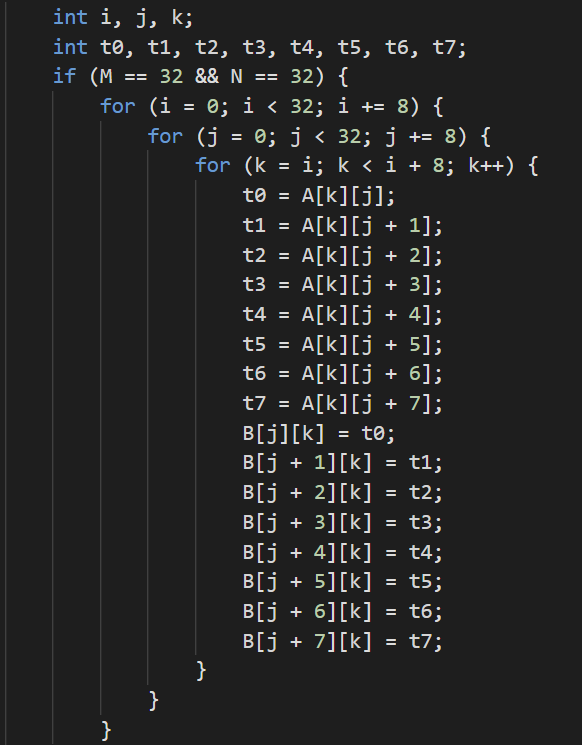 int i, j, k;
int t0, t1, t2, t3, t4, t5, t6, t7;
if (M == 32 && N == 32) {
for (i = 0; i < 32; i += 8) {
for (j = 0; j < 32; j += 8) {
for (k = i; k < i + 8; k++) {
t0 = A[k][j];
t1 = A[k][j + 1];
t2 = A[k][j + 2];
t3 = A[k][j + 3];
t4 = A[k][j + 4];
t5 = A[k][j + 5];
t6 = A[k][j + 6];
t7 = A[k][j + 7];
B[j][k] = t0;
B[j + 1][k] = t1;
B[j + 2][k] = t2;
B[j + 3][k] = t3;
B[j + 4][k] = t4;
B[j + 5][k] = t5;
B[j + 6][k] = t6;
B[j + 7][k] = t7;
}
}
}